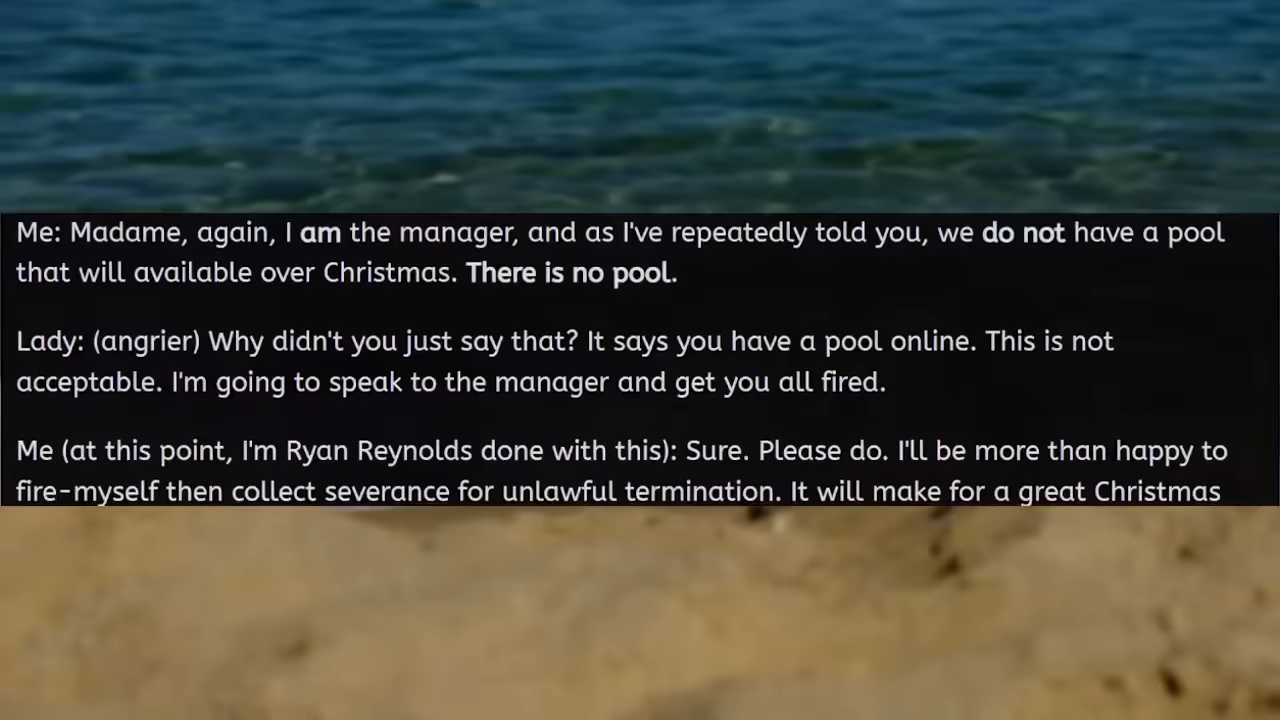 Me: Madame, again, I am the manager, and as I've repeatedly told you, we do not have a pool
that will available over Christmas. There is no pool.
Lady: (angrier) Why didn't you just say that? It says you have a pool online. This is not
acceptable. I'm going to speak to the manager and get you all fired.
Me (at this point, I'm Ryan Reynolds done with this): Sure. Please do. I'll be more than happy to
fire-myself then collect severance for unlawful termination. It will make for a great Christmas